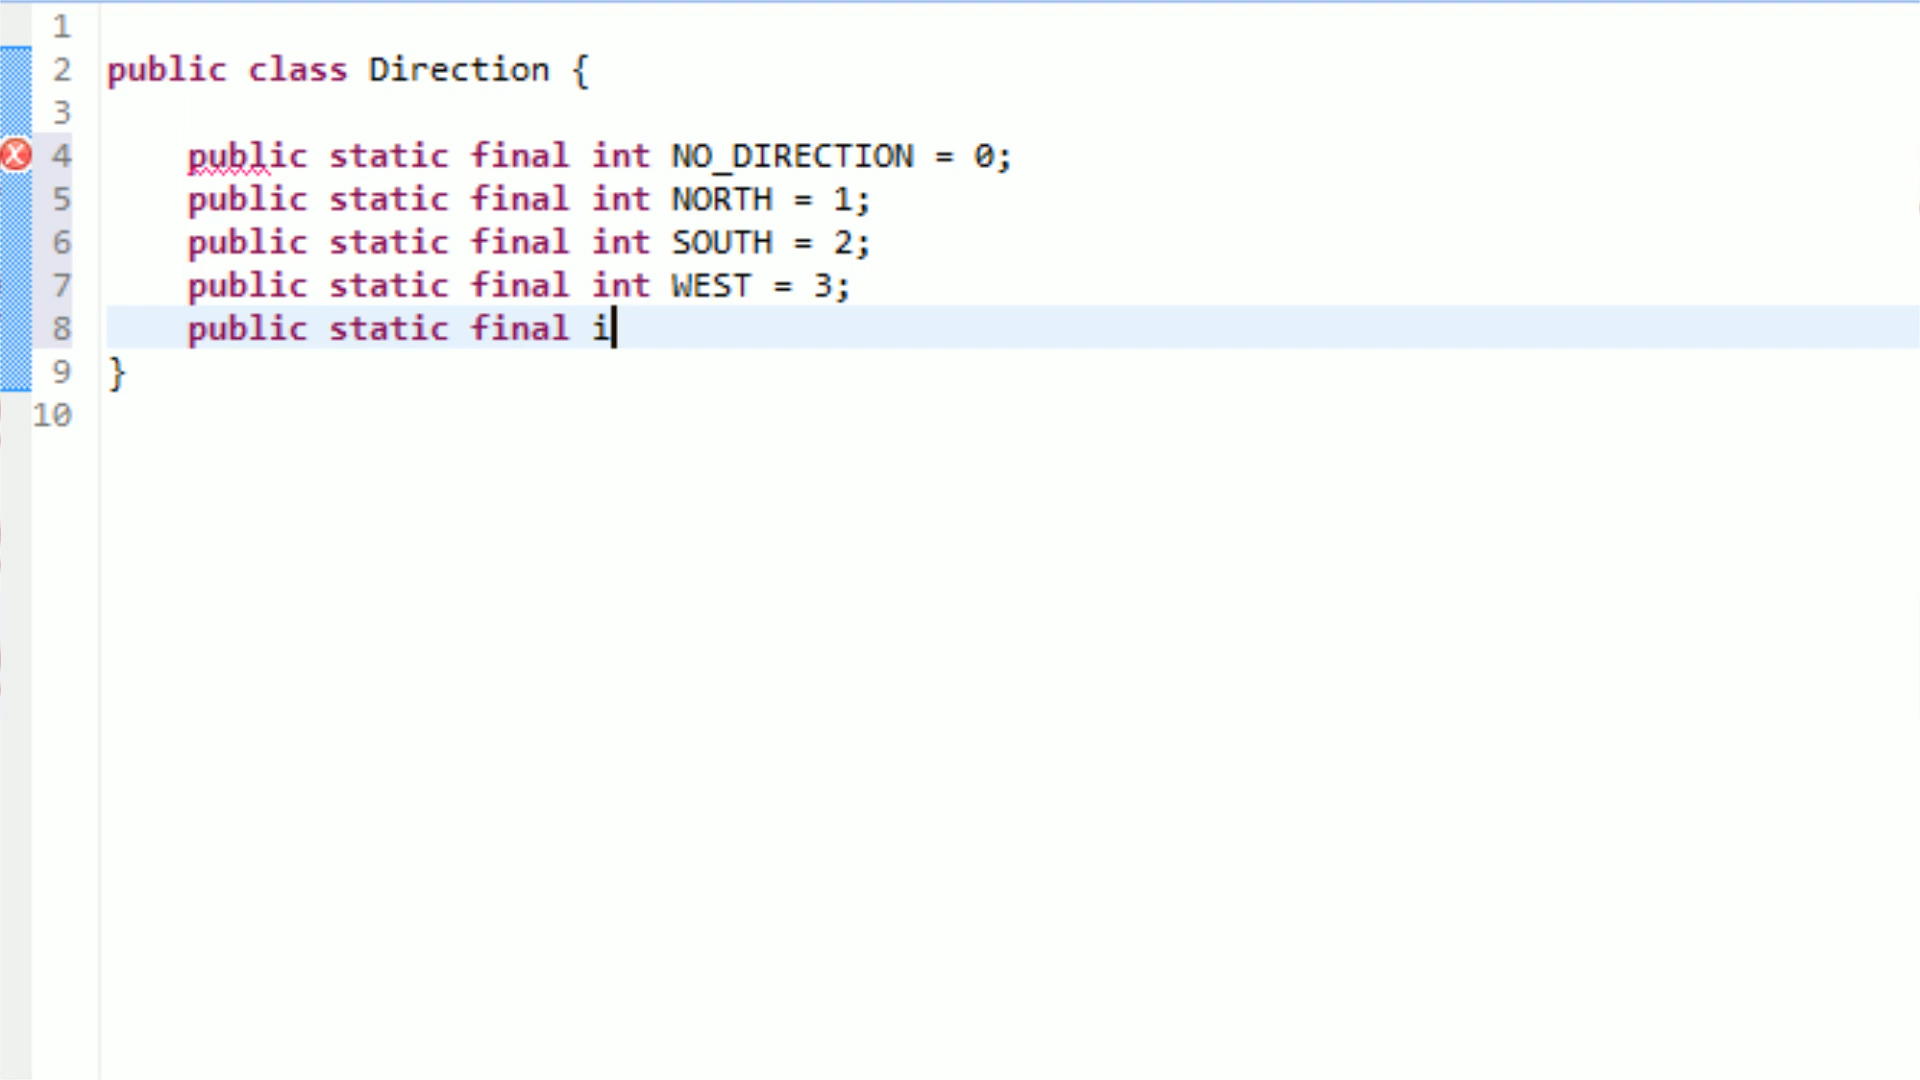 1
2 public class Direction {
3
4     public static final int NO_DIRECTION = 0;
5     public static final int NORTH = 1;
6     public static final int SOUTH = 2;
7     public static final int WEST = 3;
8     public static final i
9 }
10